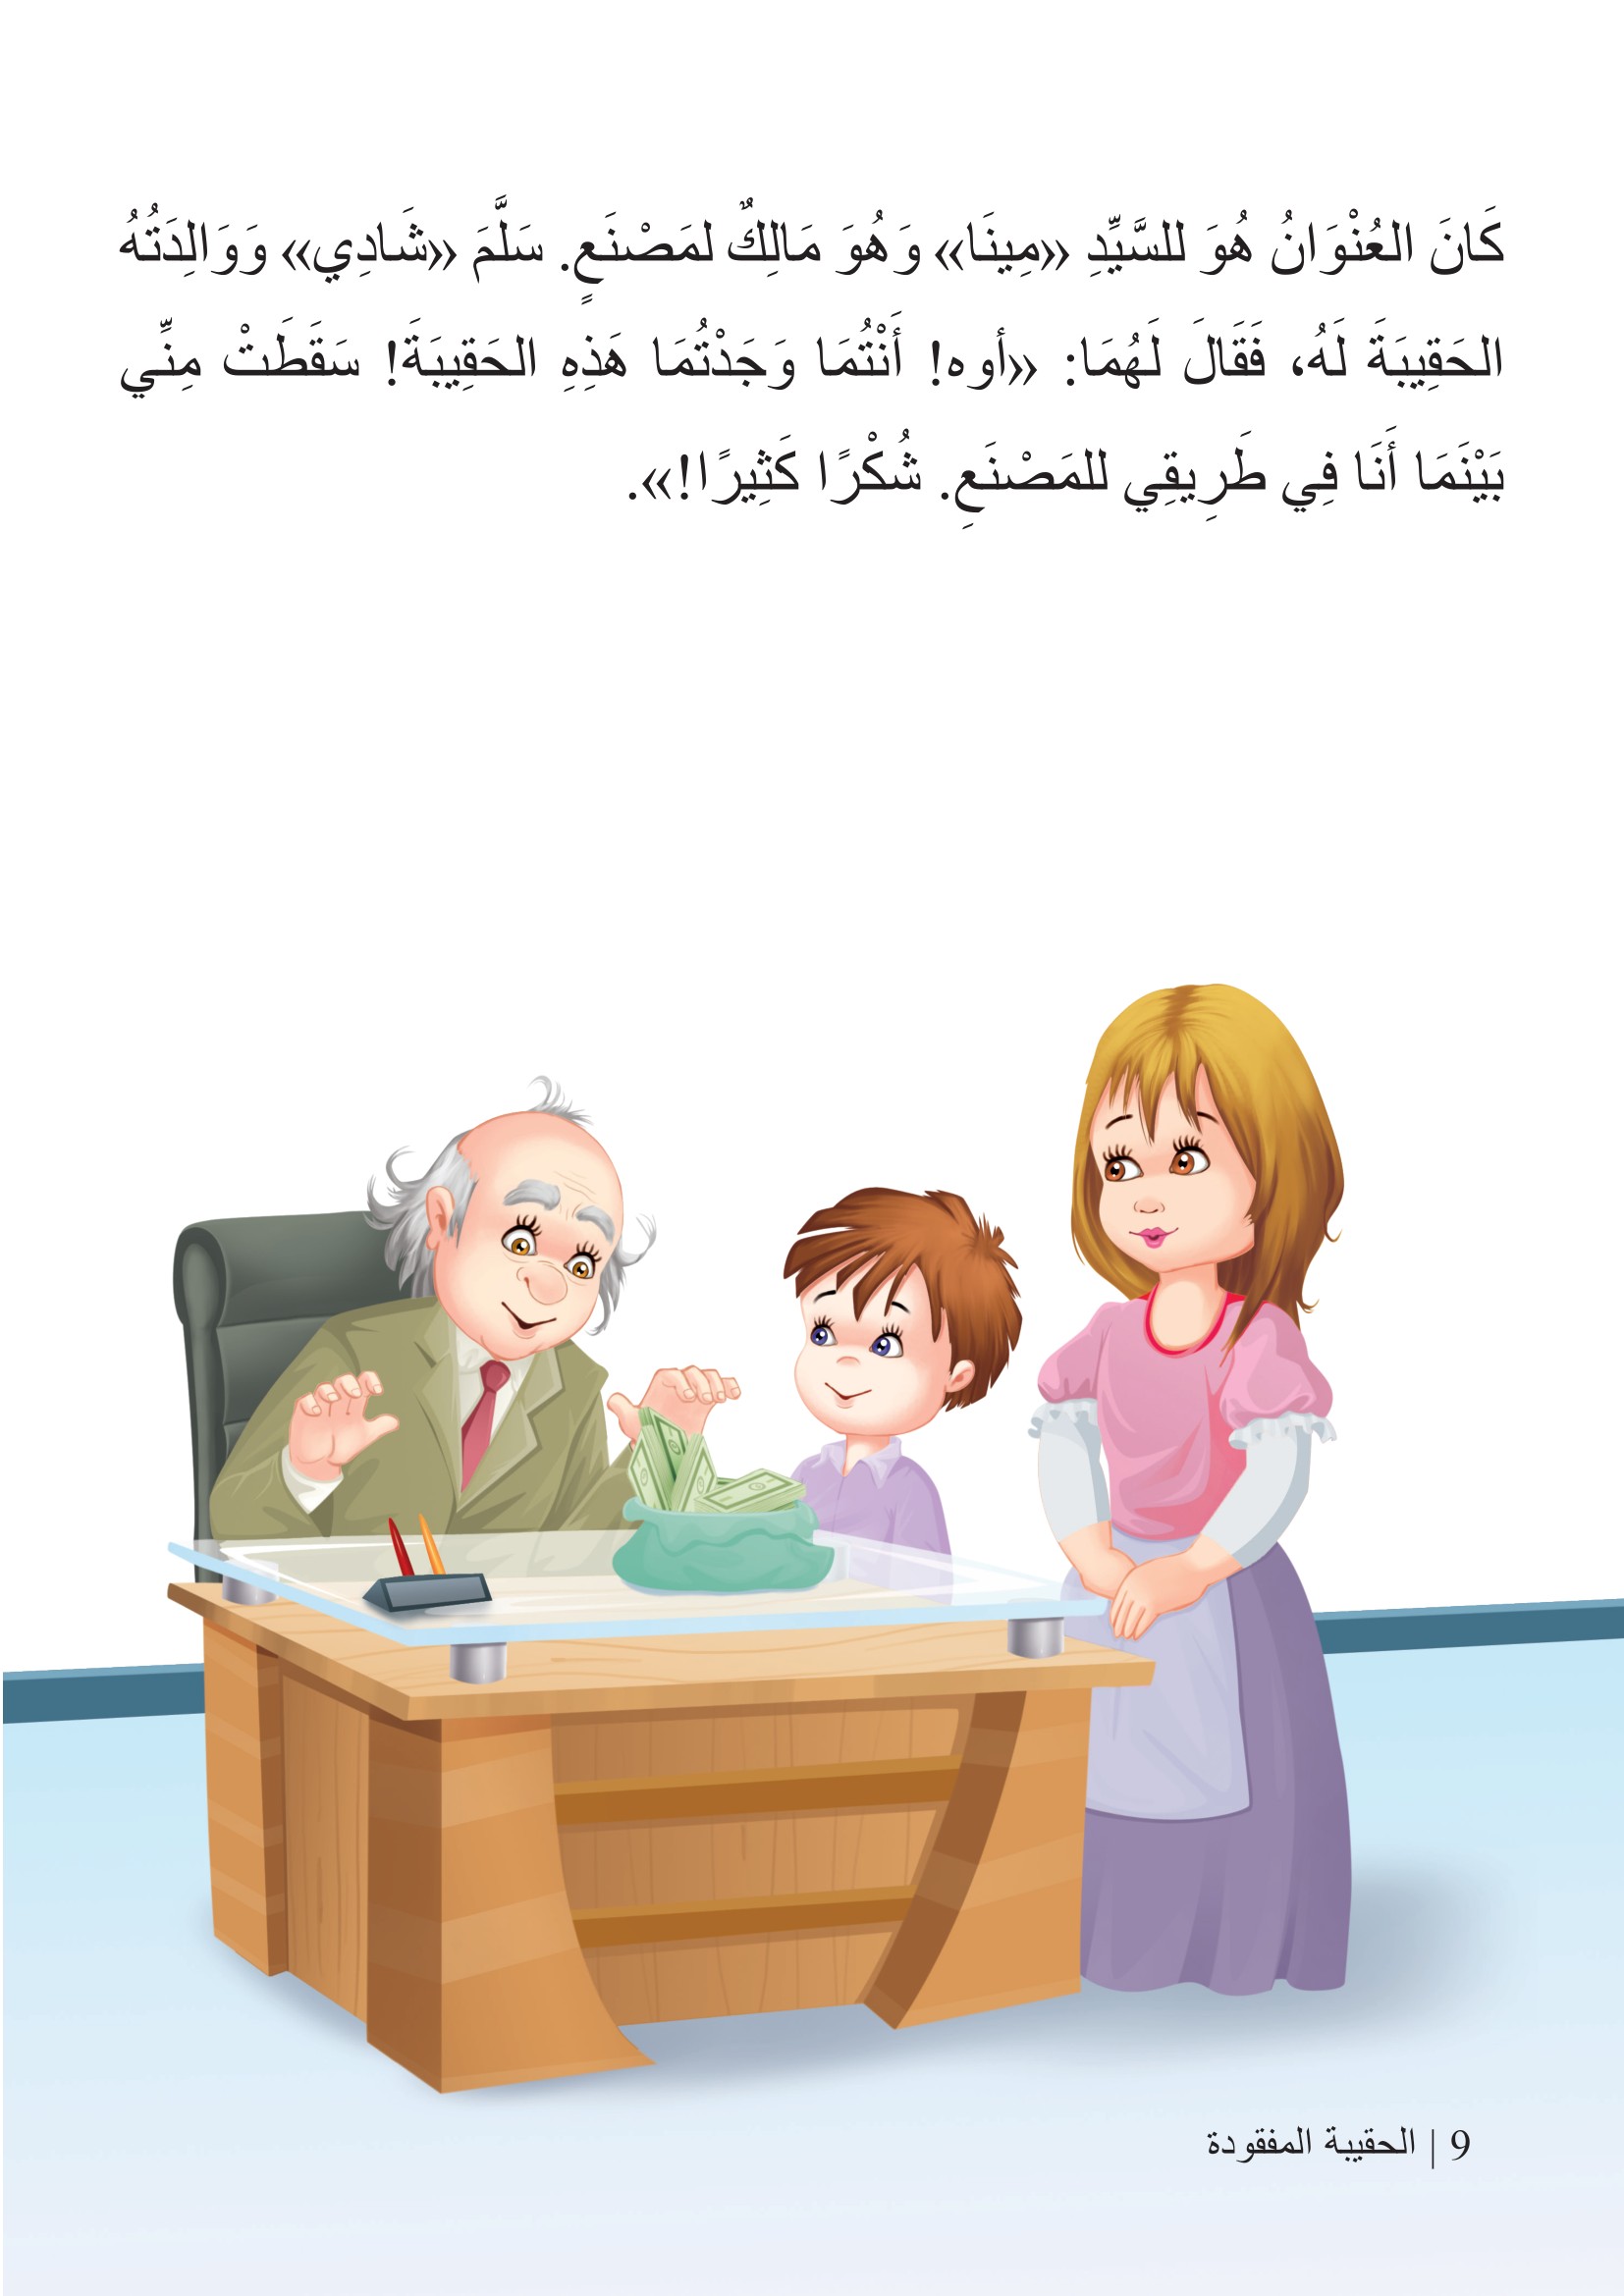 كَانَ العُنْوَانُ هُوَ للسَّيِّدِ «مِينَا» وَهُوَ مَالِكٌ لمَصْنَعٍ. سَلَّمَ «شَادِي» وَوَالِدَتُهُ
الحَقِيبَةَ لَهُ، فَقَالَ لَهُمَا: «أوه! أَنْتُمَا وَجَدْتُمَا هَذِهِ الحَقِيبَةَ! سَقَطَتْ مِنِّي
بَيْنَمَا أَنَا فِي طَرِيقِي للمَصْنَعِ. شُكْرًا كَثِيرًا!».
9 | الحقيبة المفقودة